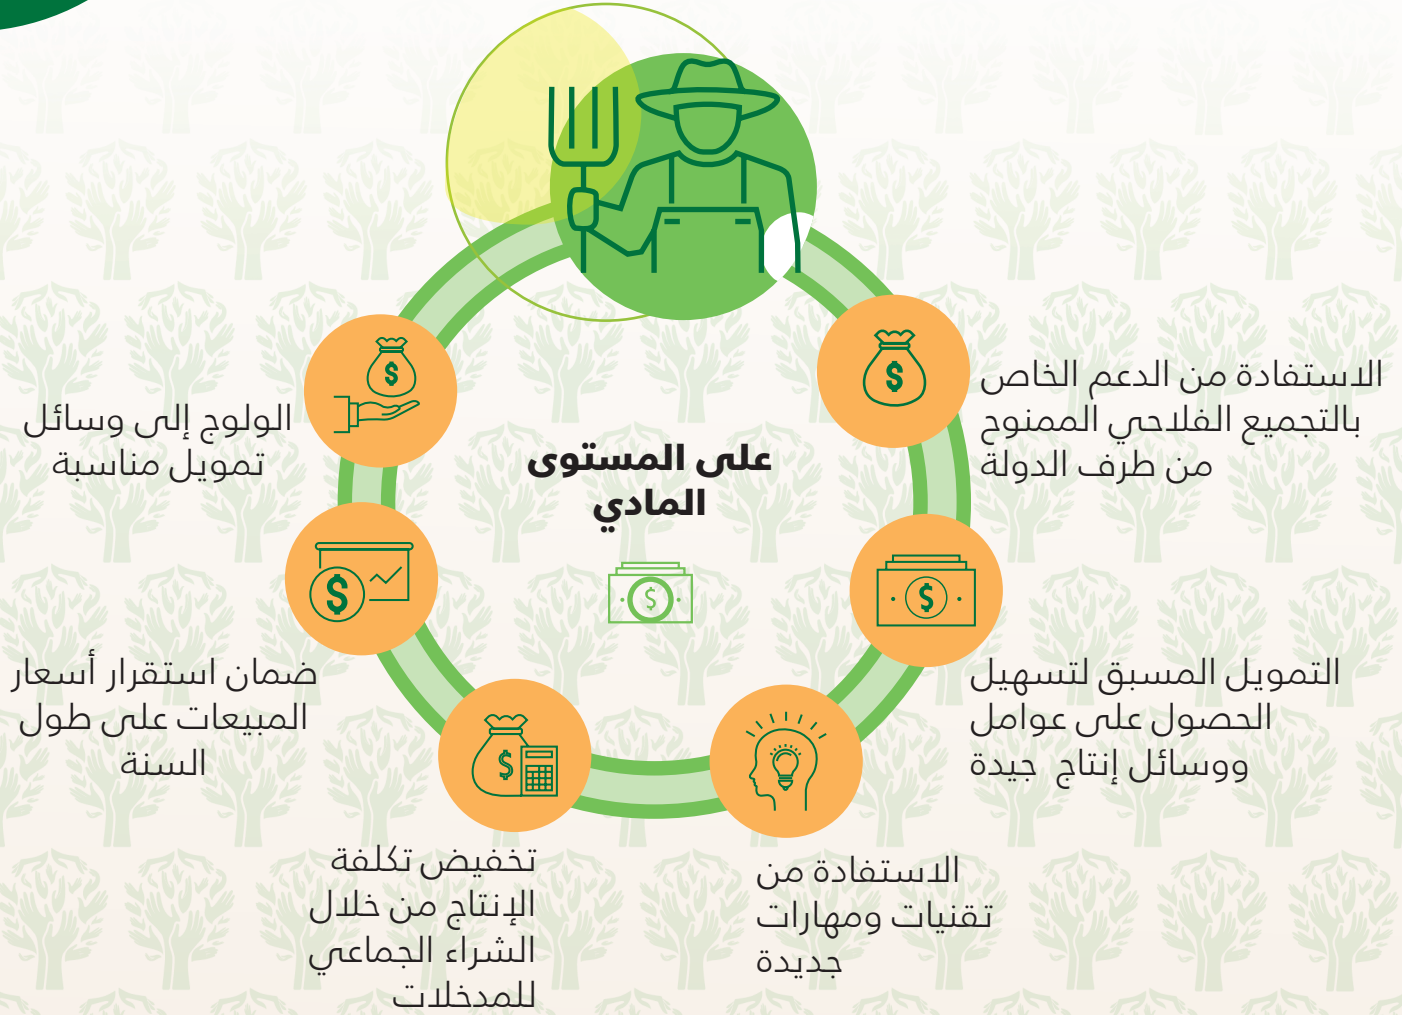 على المستوى
المادي
الاستفادة من الدعم الخاص
بالتجميع الفلاحي الممنوح
من طرف الدولة
التمويل المسبق لتسهيل
الحصول على عوامل
ووسائل إنتاج جيدة
الاستفادة من
تقنيات ومهارات
جديدة
تخفيض تكلفة
الإنتاج من خلال
الشراء الجماعي
للمدخلات
ضمان استقرار أسعار
المبيعات على طول
السنة
الولوج إلى وسائل
تمويل مناسبة